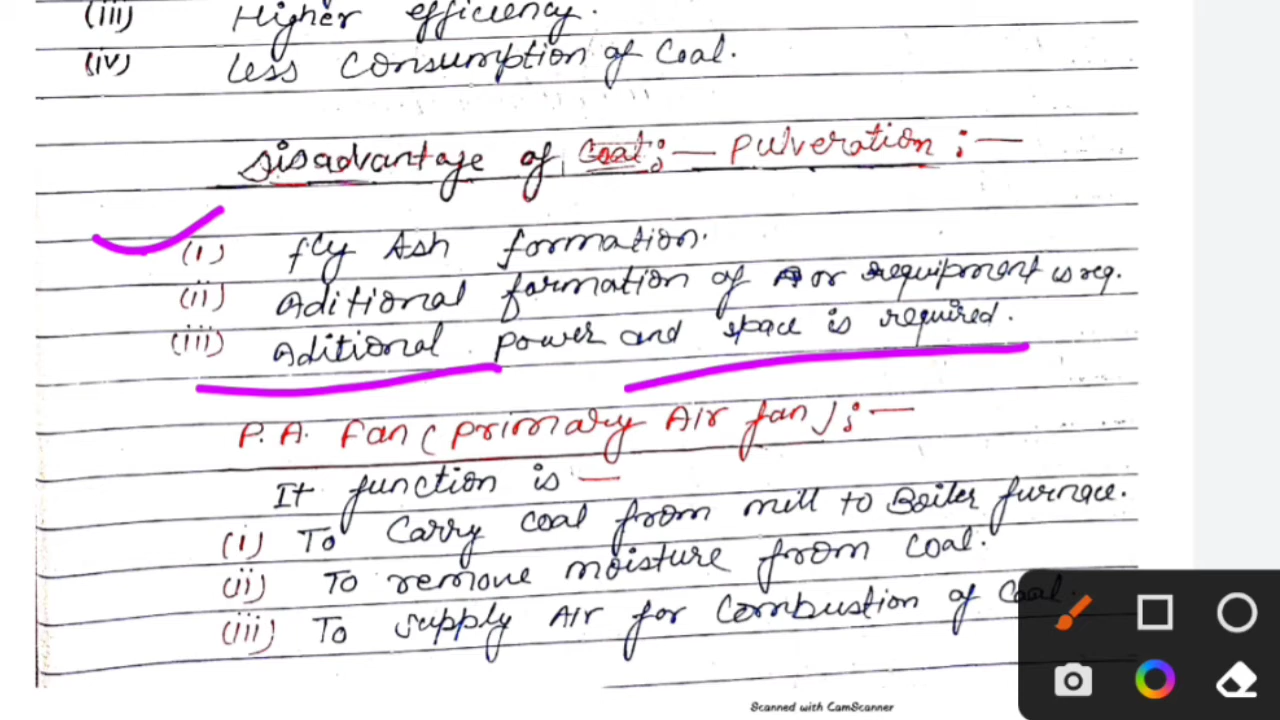 (iii) Higher efficiency.
(iv) Less Consumption of Coal.
Disadvantage of Coal :— Pulveration :—
(i) fly Ash formation.
(ii) Aditional formation of or requipment is req.
(iii) Aditional power and space is required.
P.A. Fan (Primary Air fan) :—
It function is —
(i) To Carry coal from mill to Boiler furnace.
(ii) To remove moisture from Coal.
(iii) To supply Air for Combustion of Coal.
Scanned with CamScanner